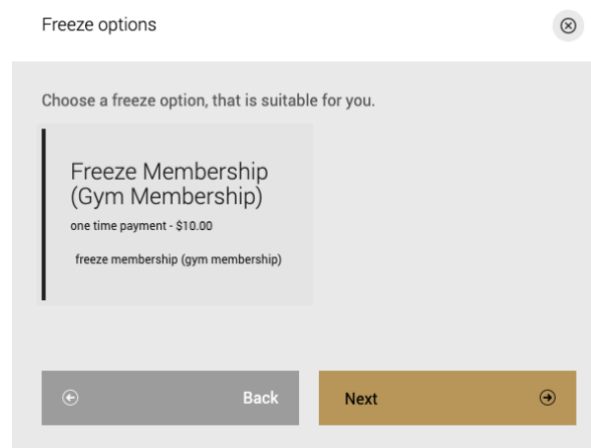 Freeze options
Choose a freeze option, that is suitable for you.
Freeze Membership
(Gym Membership)
one time payment - $10.00
freeze membership (gym membership)
Back
Next